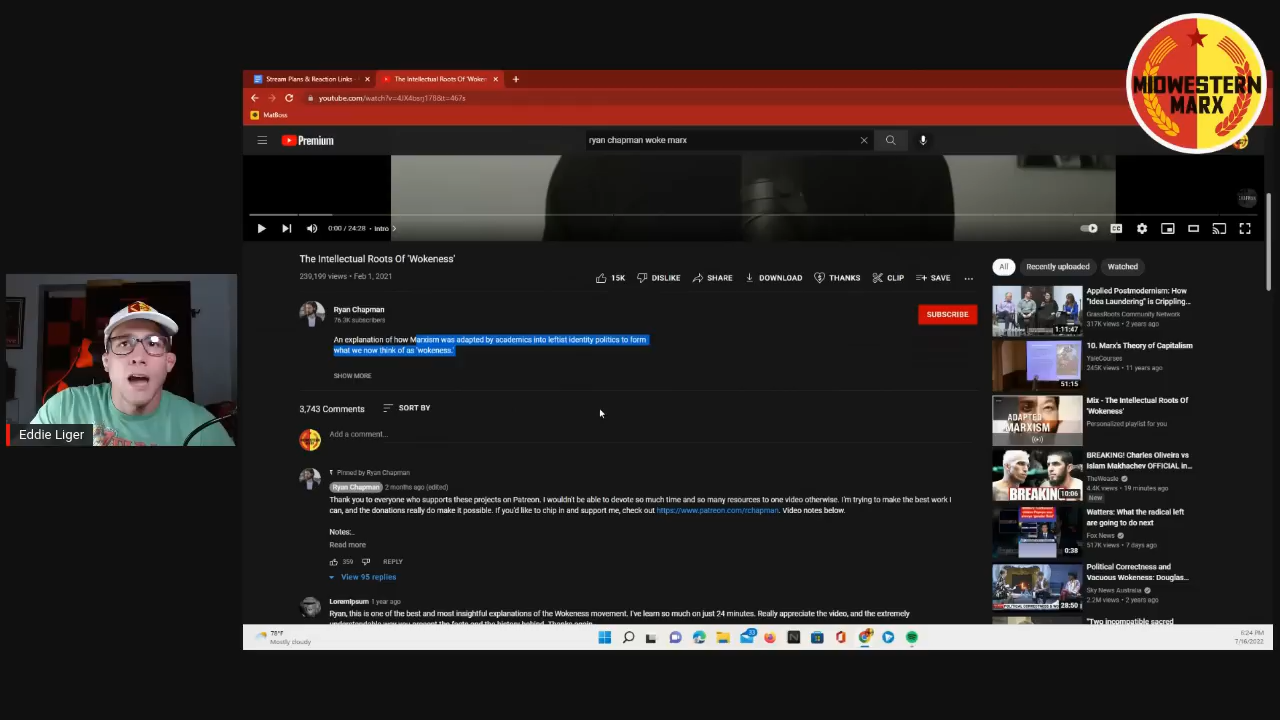 MIDWESTERN
MARX
Stream Plans & Reaction Links -
The Intellectual Roots Of 'Wokene
youtube.com/watch?v=4JX4bsrj178&t=467s
MatBoss
Premium
ryan chapman woke marx
0:00 / 24:28 • Intro
The Intellectual Roots Of 'Wokeness'
239,199 views • Feb 1, 2021
15K
DISLIKE
SHARE
DOWNLOAD
THANKS
CLIP
SAVE
Ryan Chapman
76.3K subscribers
SUBSCRIBE
An explanation of how Marxism was adapted by academics into leftist identity politics to form
what we now think of as 'wokeness.'
SHOW MORE
3,743 Comments
SORT BY
Add a comment...
Pinned by Ryan Chapman
Ryan Chapman 2 months ago (edited)
Thank you to everyone who supports these projects on Patreon. I wouldn't be able to devote so much time and so many resources to one video otherwise. I'm trying to make the best work I
can, and the donations really do make it possible. If you'd like to chip in and support me, check out https://www.patreon.com/rchapman. Video notes below.
Notes:..
Read more
359
REPLY
View 95 replies
LoremIpsum 1 year ago
Ryan, this is one of the best and most insightful explanations of the Wokeness movement. I've learn so much on just 24 minutes. Really appreciate the video, and the extremely
All
Recently uploaded
Watched
Applied Postmodernism: How
"Idea Laundering" is Crippling...
GrassRoots Community Network
317K views • 2 years ago
1:11:47
10. Marx's Theory of Capitalism
YaleCourses
245K views • 11 years ago
51:15
Mix - The Intellectual Roots Of
'Wokeness'
Personalized playlist for you
ADAPTED
MARXISM
BREAKING! Charles Oliveira vs
Islam Makhachev OFFICIAL in...
TheWeasle
4.4K views • 19 minutes ago
New
BREAKIN
10:06
Watters: What the radical left
are going to do next
Fox News
517K views • 7 days ago
0:38
Political Correctness and
Vacuous Wokeness: Douglas...
Sky News Australia
2.2M views • 2 years ago
28:50
"Two incompatible sacred
Eddie Liger
78°F
Mostly cloudy
6:24 PM
7/16/2022